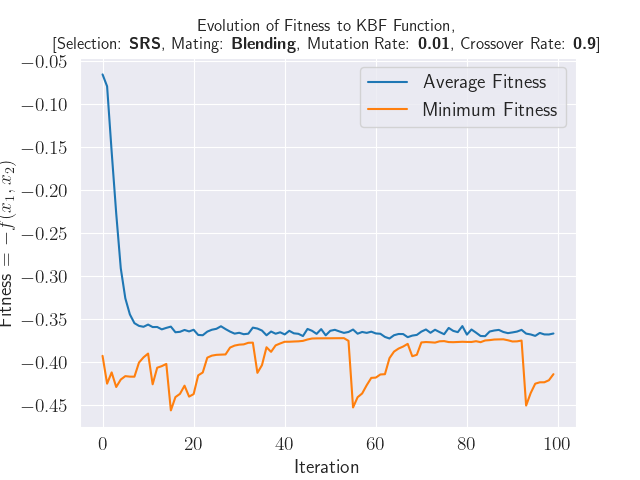 Evolution of Fitness to KBF Function,
[Selection: SRS, Mating: Blending, Mutation Rate: 0.01, Crossover Rate: 0.9]
Average Fitness
Minimum Fitness
−0.05
−0.10
−0.15
−0.20
−0.25
−0.30
−0.35
−0.40
−0.45
Fitness = −f(x₁, x₂)
0 20 40 60 80 100
Iteration